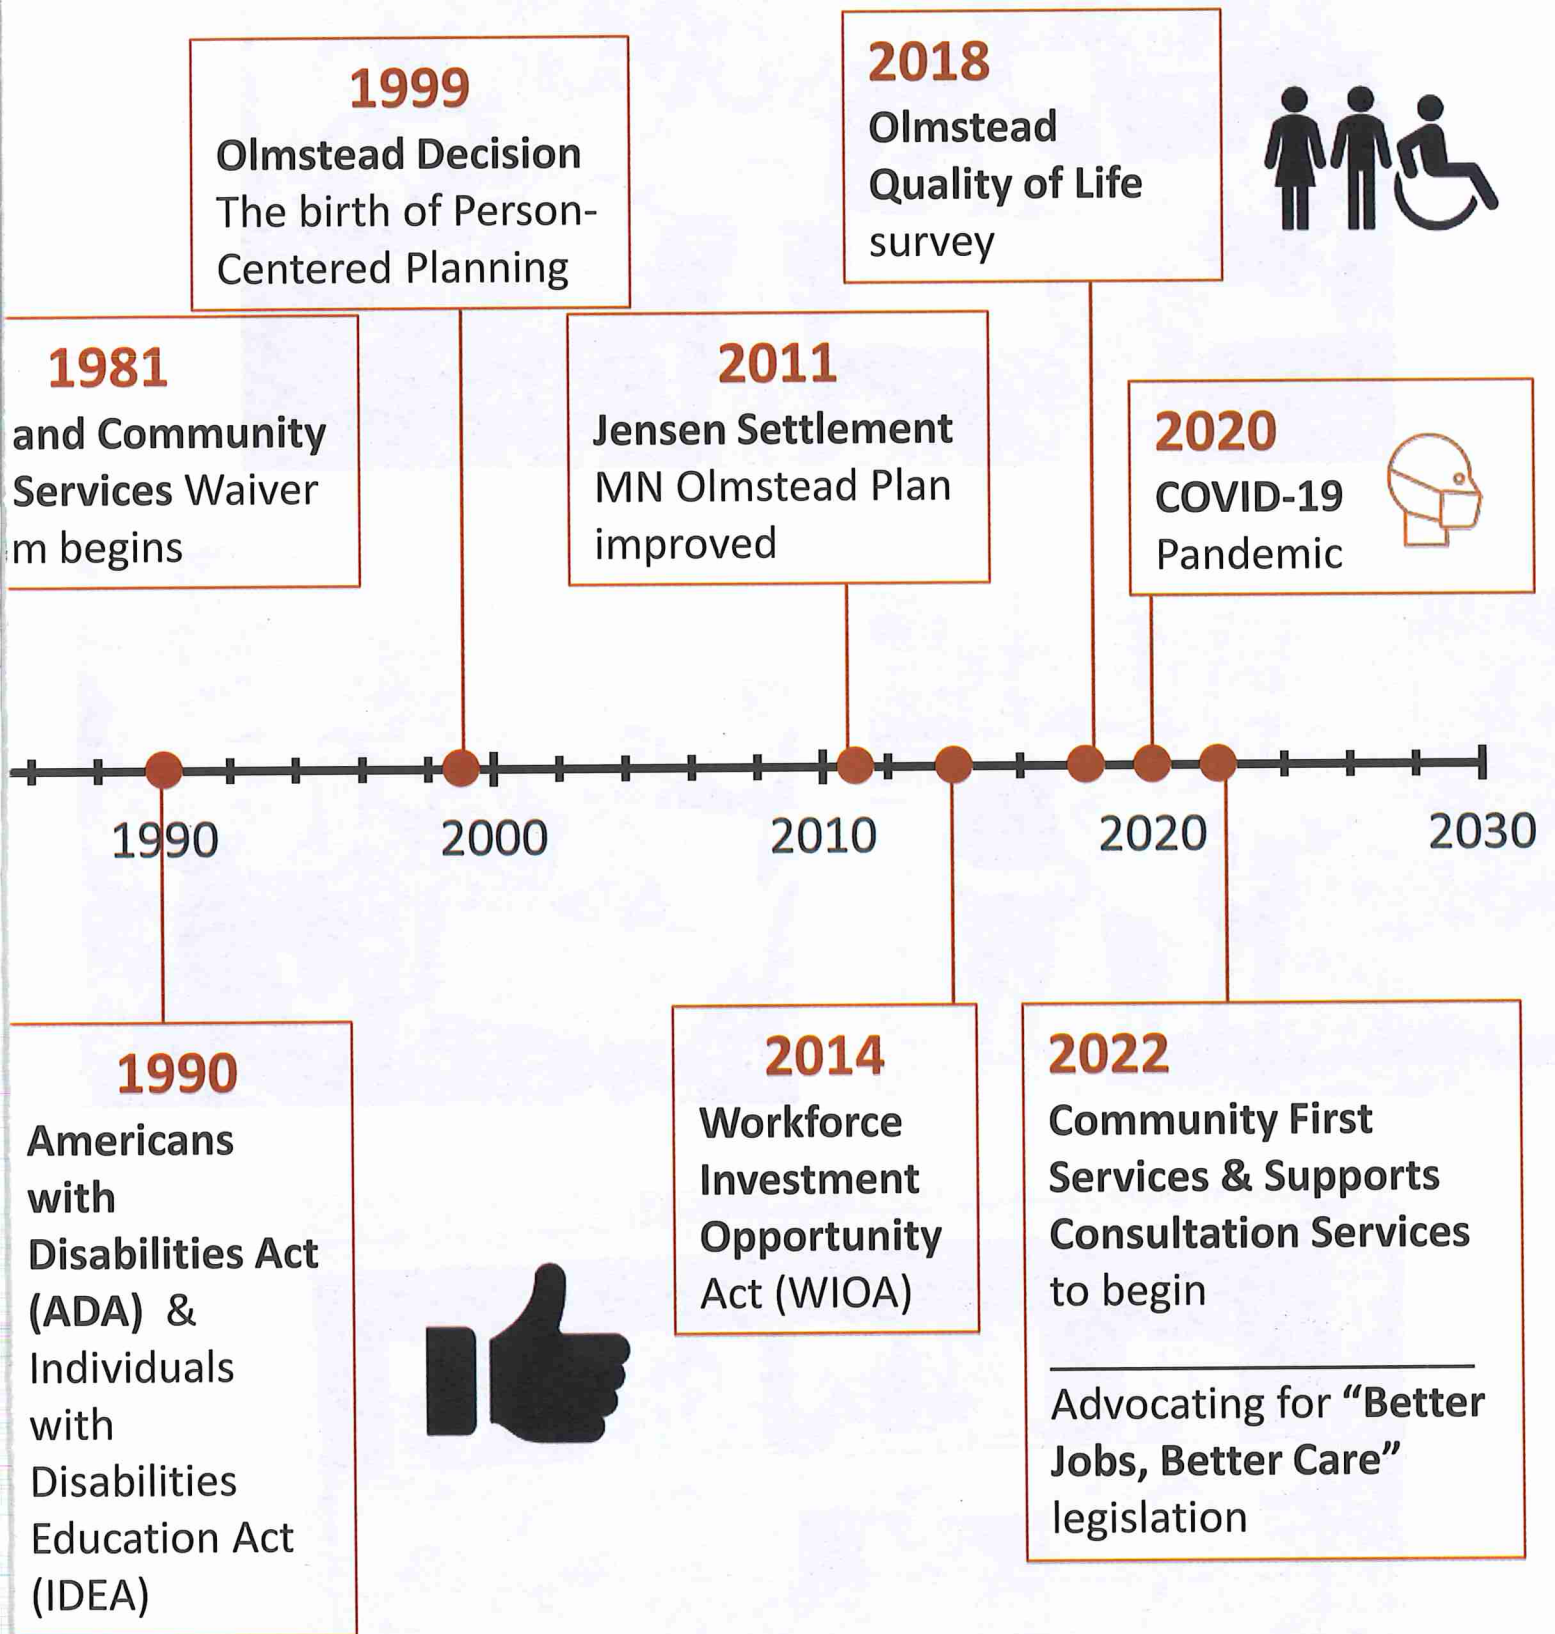 1999
Olmstead Decision
The birth of Person-
Centered Planning
2018
Olmstead
Quality of Life
survey
1981
and Community
Services Waiver
m begins
2011
Jensen Settlement
MN Olmstead Plan
improved
2020
COVID-19
Pandemic
1990
2000
2010
2020
2030
1990
Americans
with
Disabilities Act
(ADA) &
Individuals
with
Disabilities
Education Act
(IDEA)
2014
Workforce
Investment
Opportunity
Act (WIOA)
2022
Community First
Services & Supports
Consultation Services
to begin
Advocating for “Better
Jobs, Better Care”
legislation